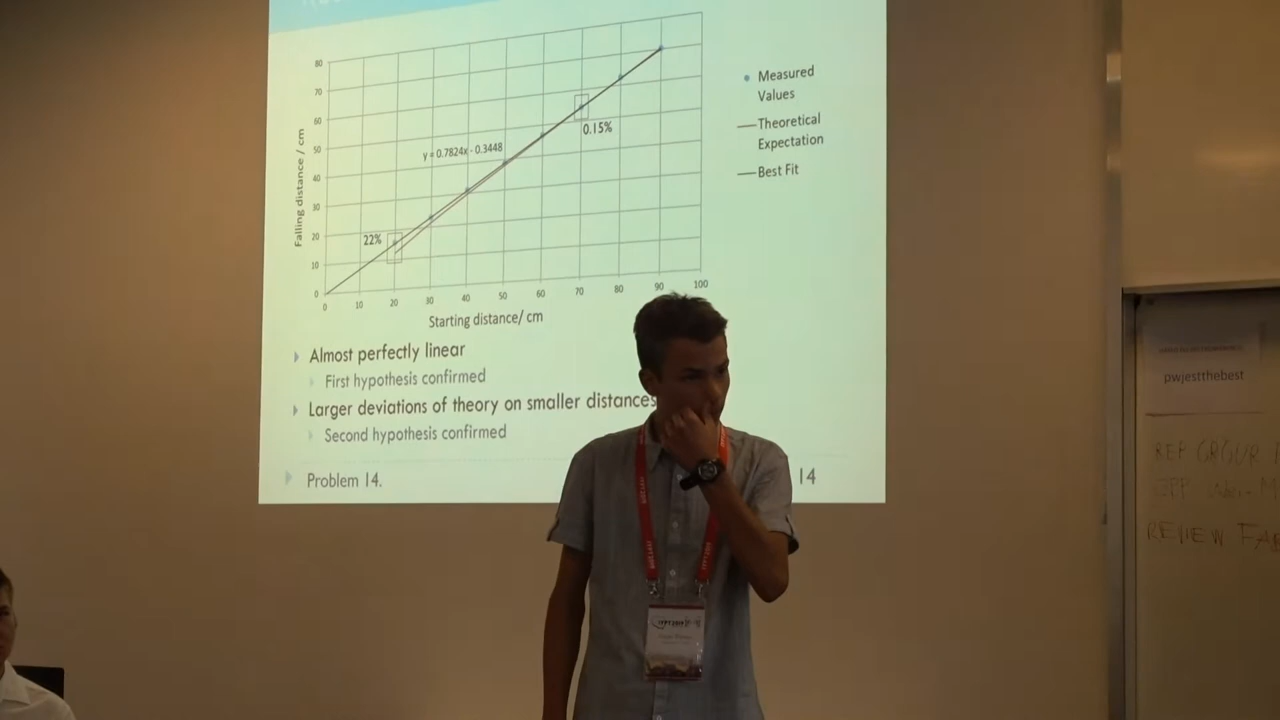 80
70
60
50
40
30
20
10
0
Falling distance / cm
y = 0.7824x - 0.3448
22%
0.15%
0 10 20 30 40 50 60 70 80 90 100
Starting distance/ cm
Measured
Values
Theoretical
Expectation
Best Fit
Almost perfectly linear
First hypothesis confirmed
Larger deviations of theory on smaller distances
Second hypothesis confirmed
Problem 14.
14
pwjestthebest
REP GROUP
OPP
REVIEW